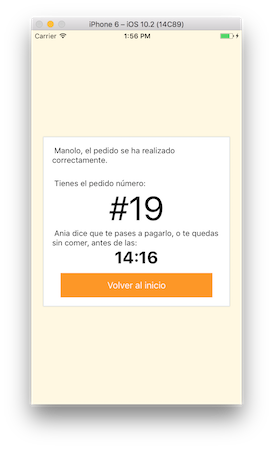 iPhone 6 – iOS 10.2 (14C89)
Carrier 1:56 PM
Manolo, el pedido se ha realizado
correctamente.
Tienes el pedido número:
#19
Ania dice que te pases a pagarlo, o te quedas
sin comer, antes de las:
14:16
Volver al inicio